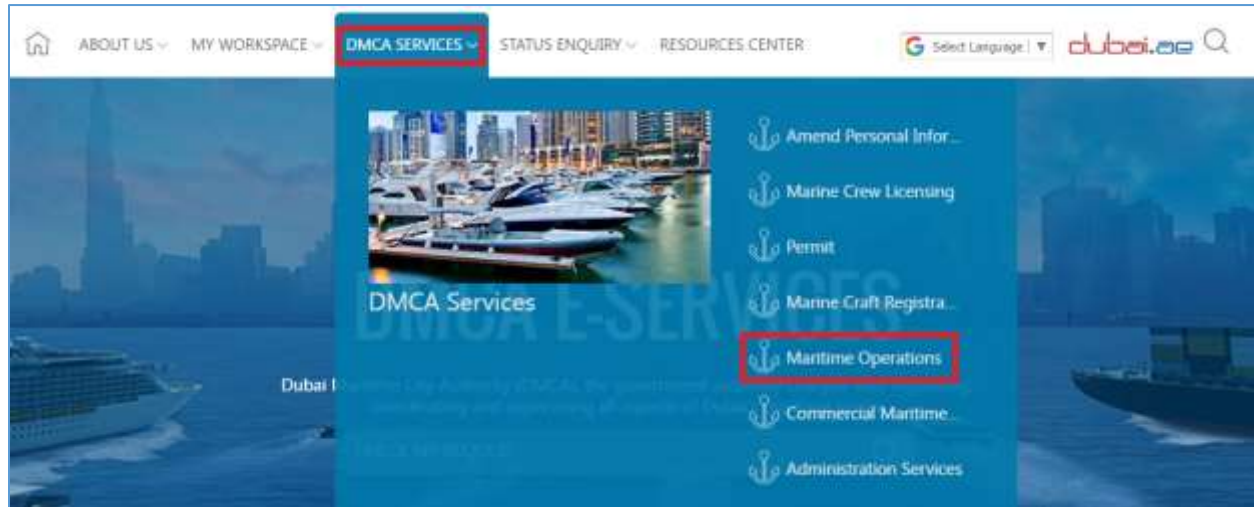 ABOUT US MY WORKSPACE DMCA SERVICES STATUS ENQUIRY RESOURCES CENTER Select Language dubai.ae
Amend Personal Infor...
Marine Crew Licensing
Permit
DMCA Services
Marine Craft Registra...
DMCA E-SERVICES
Maritime Operations
Dubai
Commercial Maritime...
Administration Services